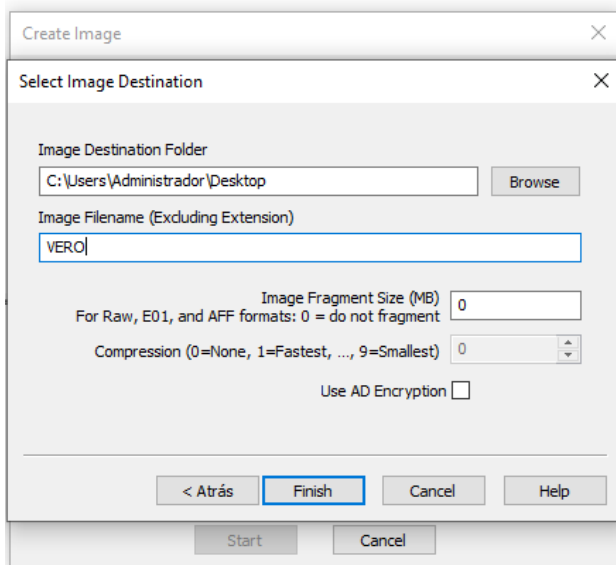 Create Image
Select Image Destination
Image Destination Folder
C:\Users\Administrador\Desktop
Browse
Image Filename (Excluding Extension)
VERO
Image Fragment Size (MB)
For Raw, E01, and AFF formats: 0 = do not fragment
0
Compression (0=None, 1=Fastest, ..., 9=Smallest)
0
Use AD Encryption
< Atrás
Finish
Cancel
Help
Start
Cancel